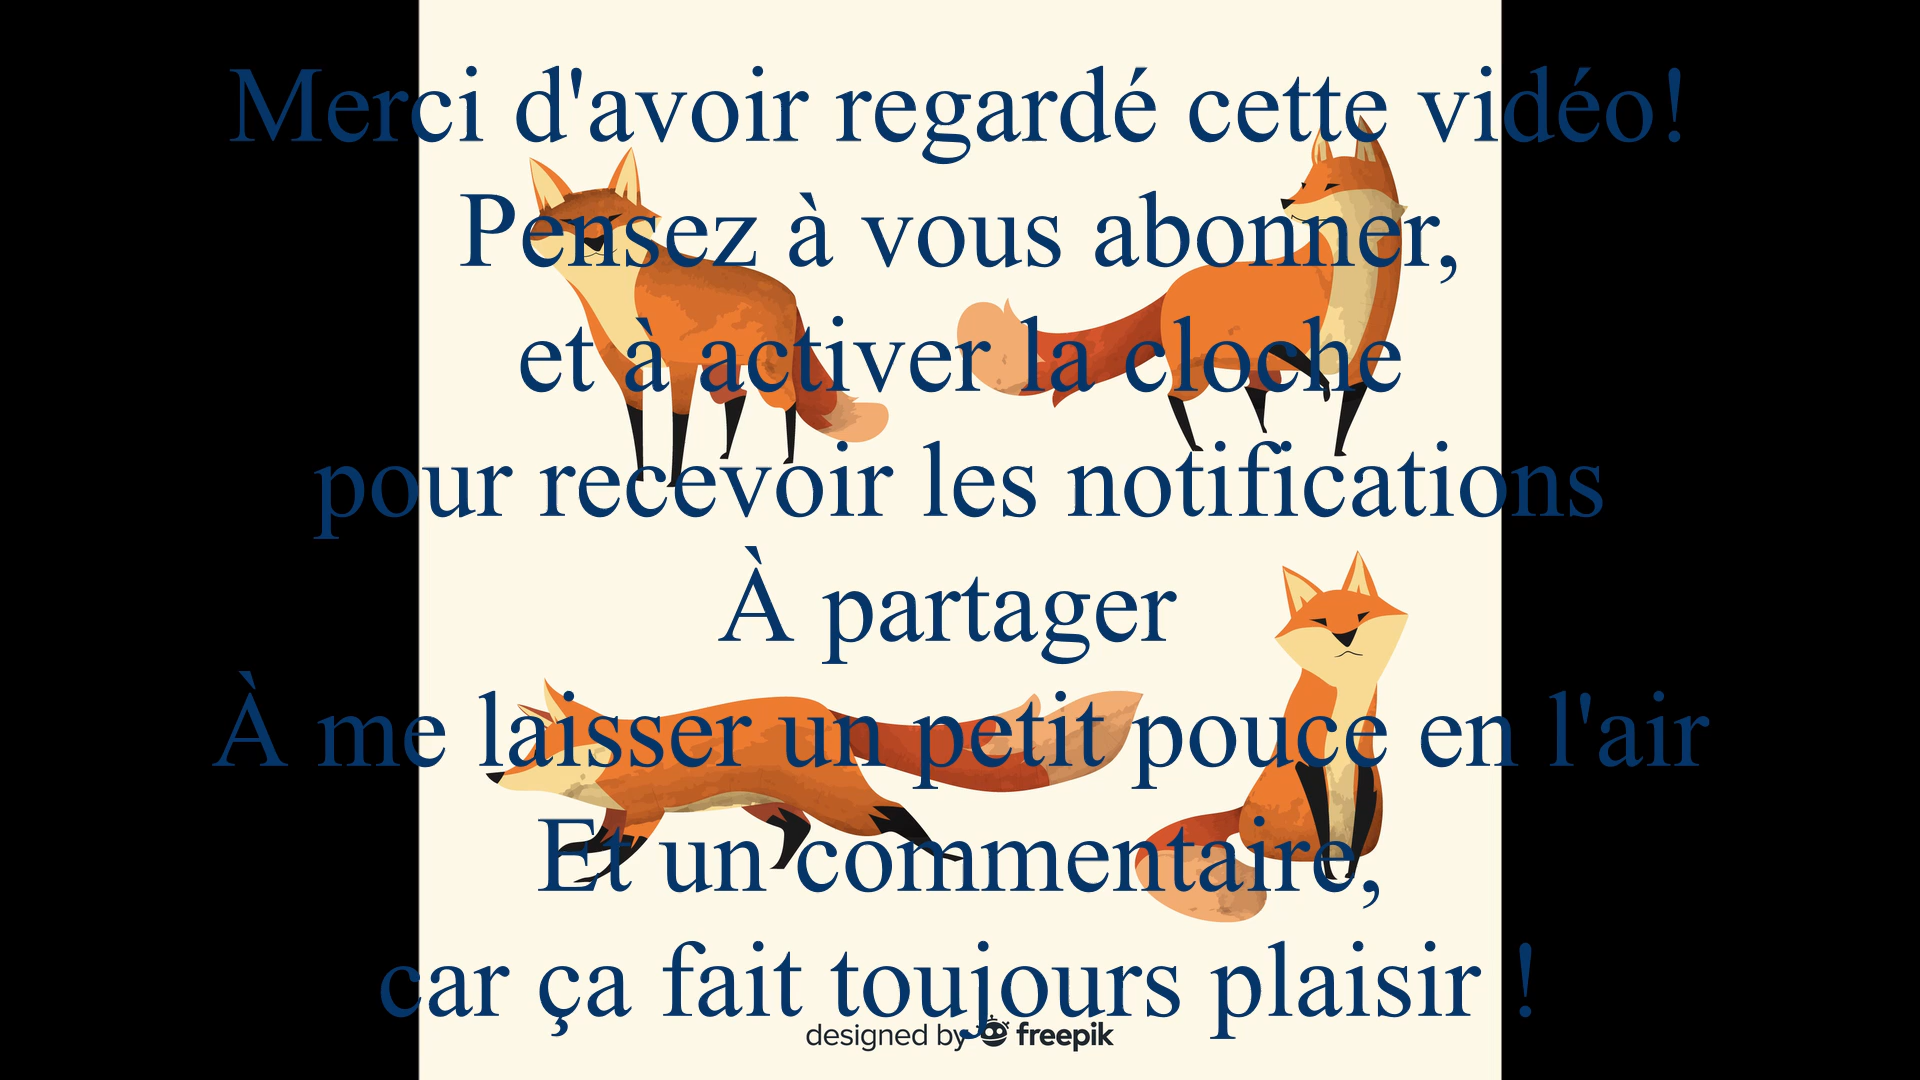 Merci d'avoir regardé cette vidéo!
Pensez à vous abonner,
et à activer la cloche
pour recevoir les notifications
À partager
À me laisser un petit pouce en l'air
Et un commentaire,
car ça fait toujours plaisir !
designed by freepik